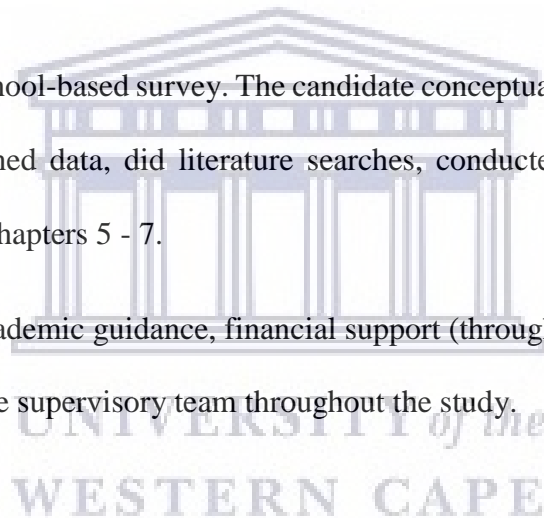 hool-based survey. The candidate conceptua
ned data, did literature searches, conducte
hapters 5 - 7.
ademic guidance, financial support (through
e supervisory team throughout the study.
UNIVERSITY of the
WESTERN CAPE